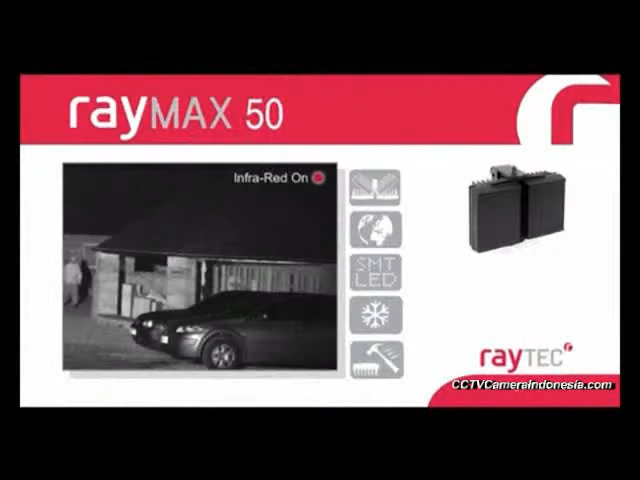 rayMAX 50
Infra-Red On
SMT
LED
rayTEC
CCTVCameraIndonesia.com